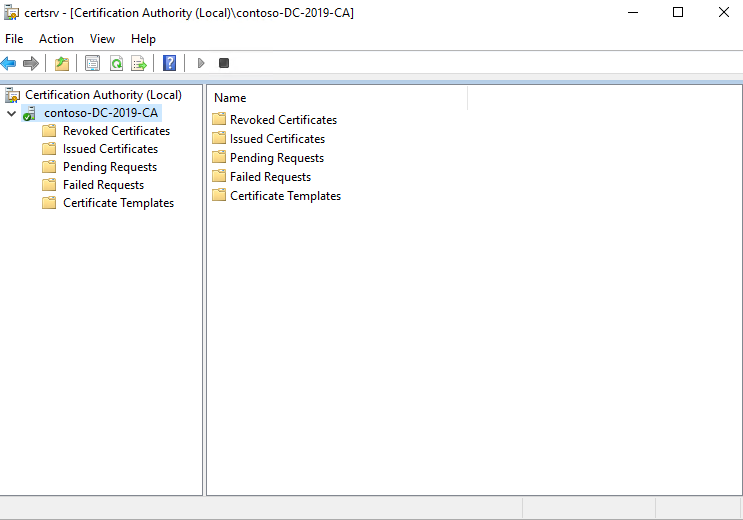 certsrv - [Certification Authority (Local)\contoso-DC-2019-CA]
File Action View Help
Certification Authority (Local)
contoso-DC-2019-CA
Revoked Certificates
Issued Certificates
Pending Requests
Failed Requests
Certificate Templates
Name
Revoked Certificates
Issued Certificates
Pending Requests
Failed Requests
Certificate Templates